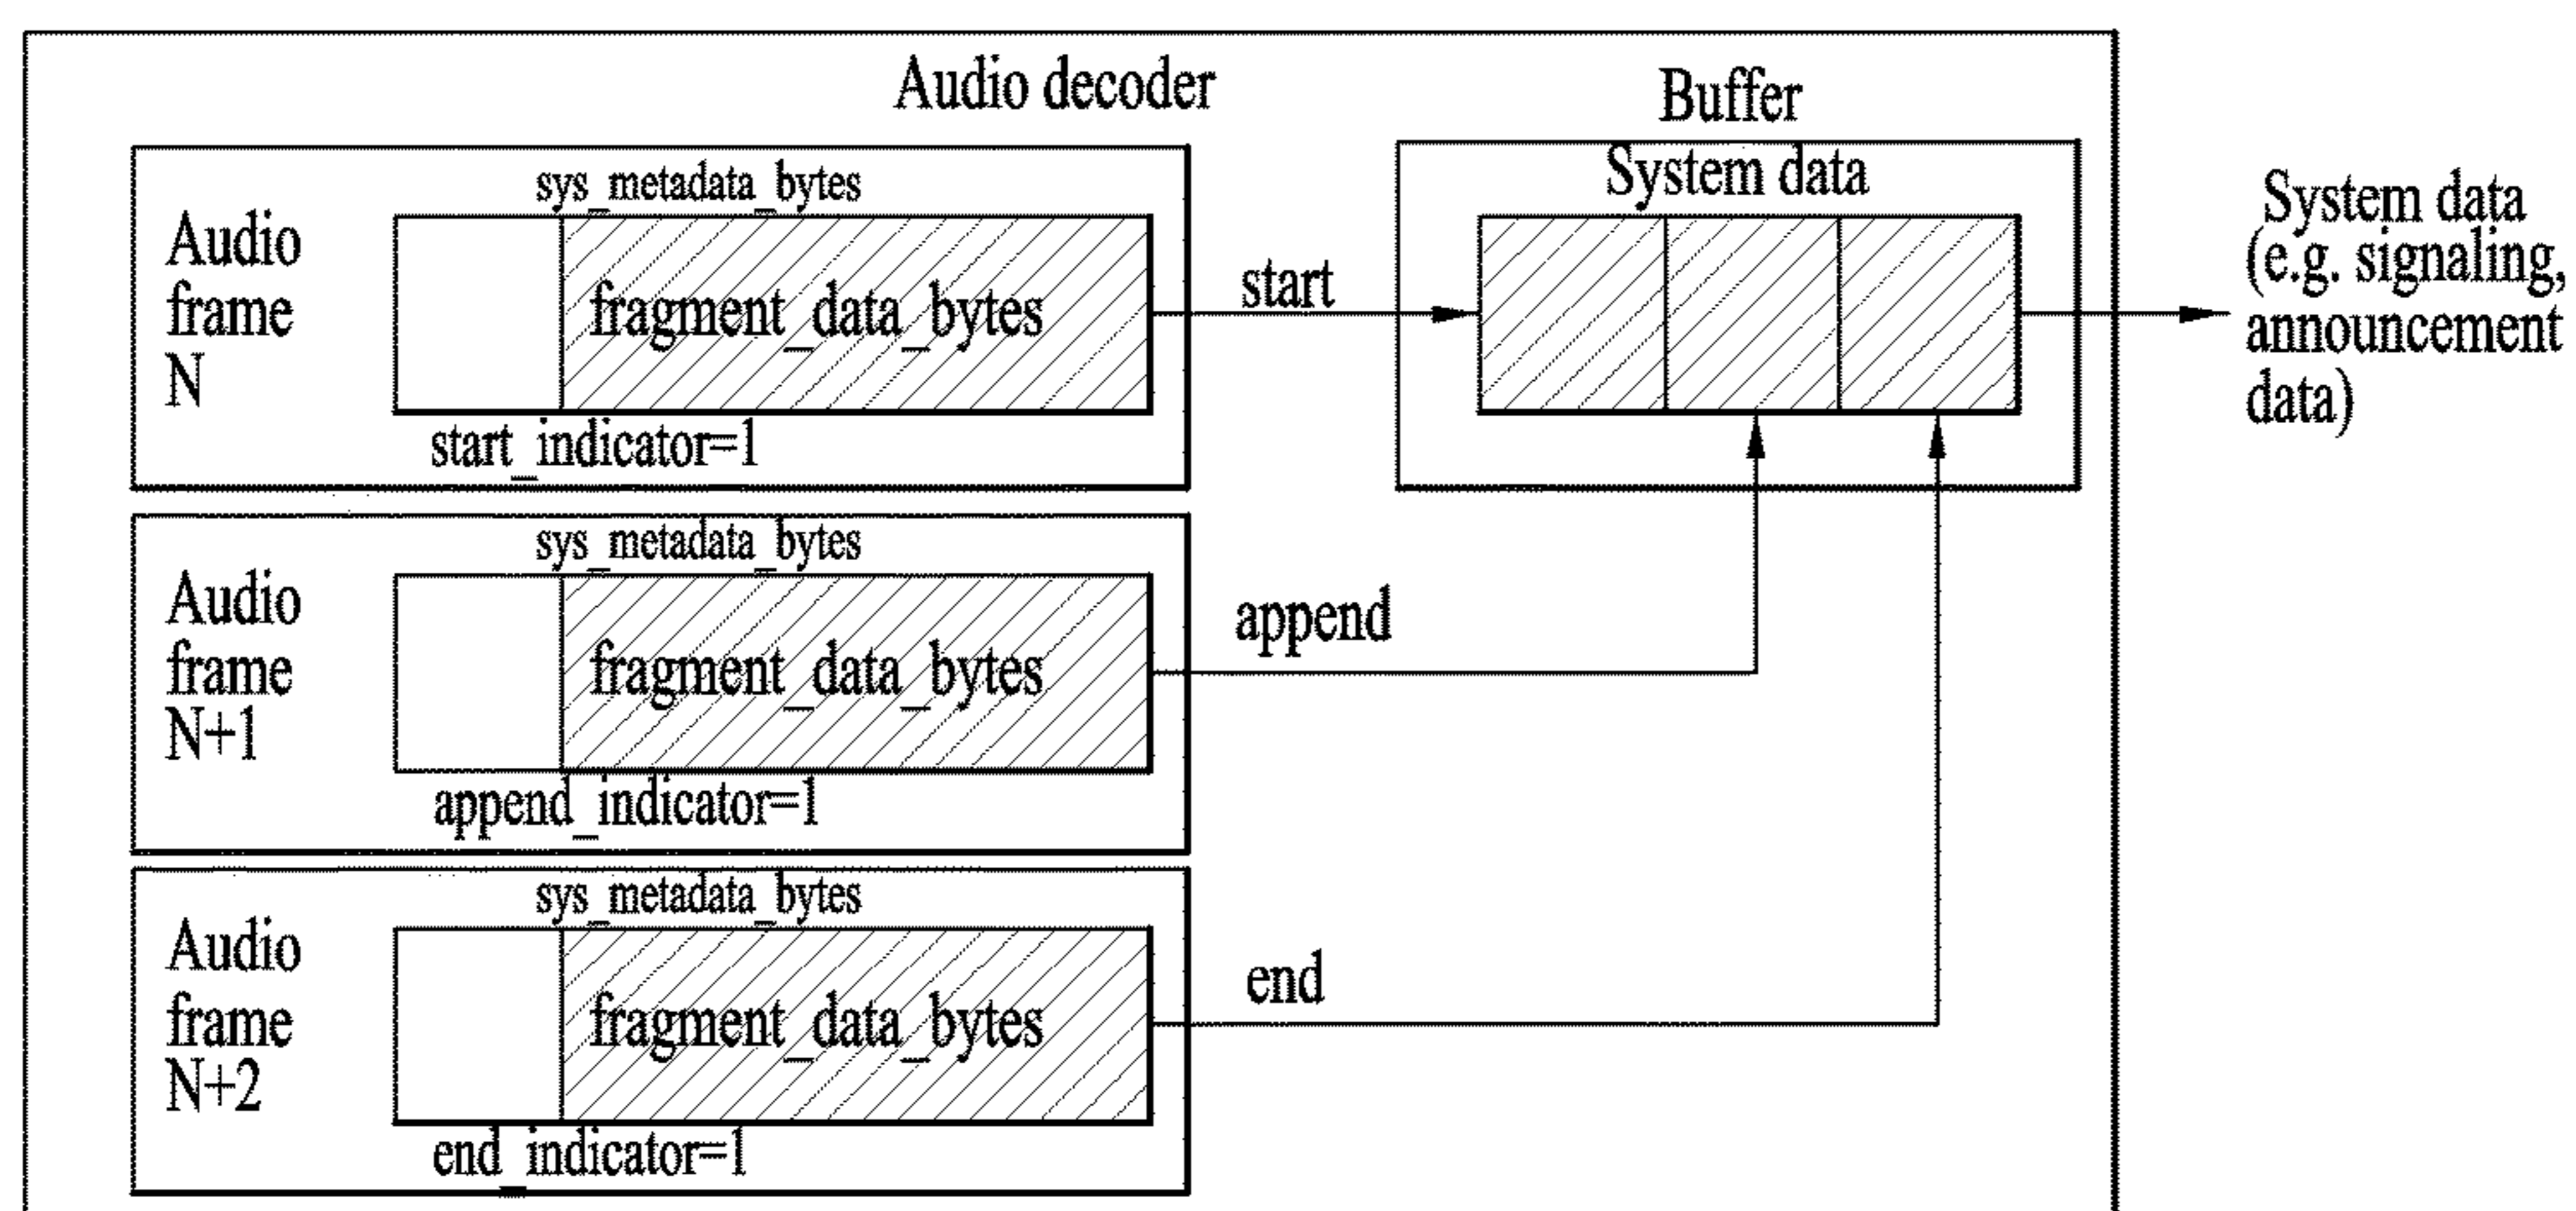 Audio decoder
Buffer
sys_metadata_bytes
Audio
frame
N
fragment_data_bytes
start_indicator=1
start
System data
System data
(e.g. signaling,
announcement
data)
sys_metadata_bytes
Audio
frame
N+1
fragment_data_bytes
append_indicator=1
append
sys_metadata_bytes
Audio
frame
N+2
fragment_data_bytes
end_indicator=1
end